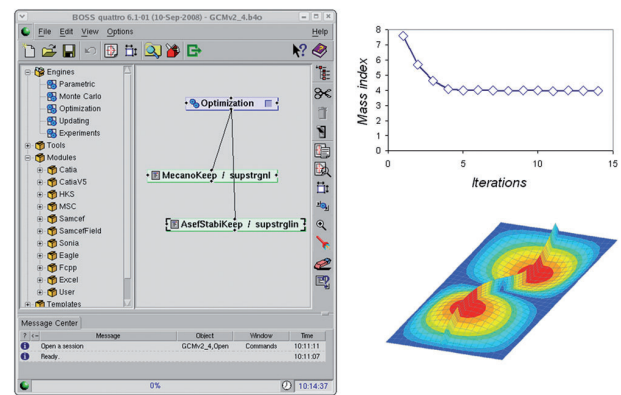 BOSS quattro 6.1-01 (10-Sep-2008) - GCMv2_4.b4o
File Edit View Options Help
Engines
Parametric
Monte Carlo
Optimization
Updating
Experiments
Tools
Modules
Catia
CatiaV5
HKS
MSC
Samcef
SamcefField
Sonia
Eagle
Fcpp
Excel
User
Templates
Optimization
MecanoKeep / supstrgnl
AsefStabiKeep / supstrglin
Message Center
? Message Object Window Time
Open a session GCMv2_4,Open Commands 10:11:11
Ready. 10:11:07
0% 10:14:37
Mass index
8
7
6
5
4
3
2
1
0
0 5 10 15
Iterations